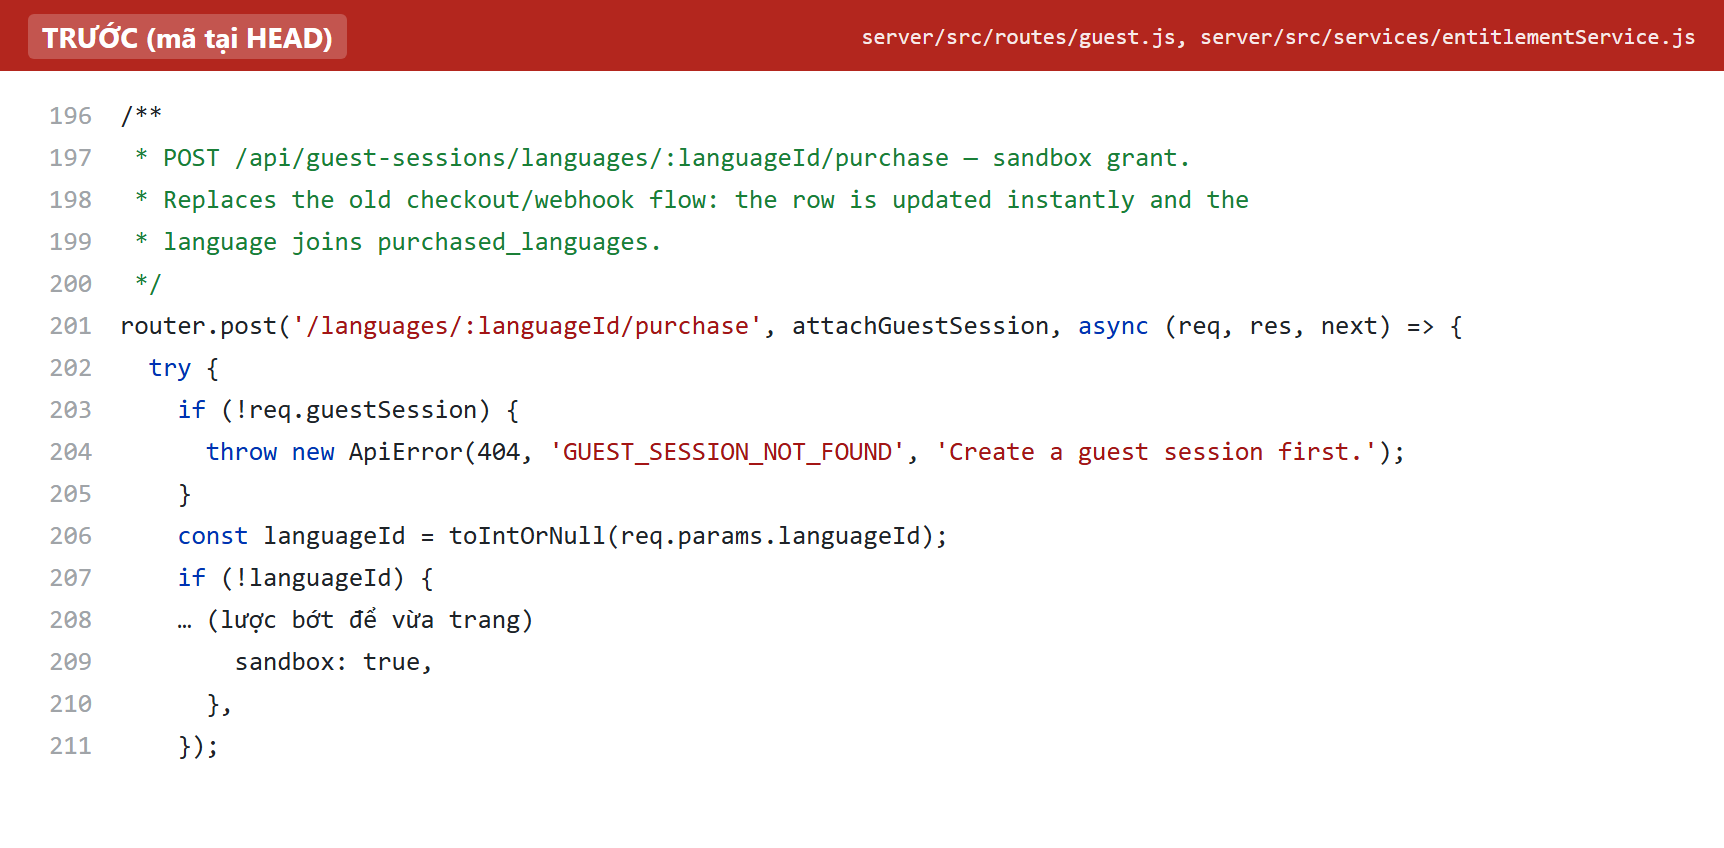 TRƯỚC (mã tại HEAD)
server/src/routes/guest.js, server/src/services/entitlementService.js
196 /**
197  * POST /api/guest-sessions/languages/:languageId/purchase — sandbox grant.
198  * Replaces the old checkout/webhook flow: the row is updated instantly and the
199  * language joins purchased_languages.
200  */
201 router.post('/languages/:languageId/purchase', attachGuestSession, async (req, res, next) => {
202   try {
203     if (!req.guestSession) {
204       throw new ApiError(404, 'GUEST_SESSION_NOT_FOUND', 'Create a guest session first.');
205     }
206     const languageId = toIntOrNull(req.params.languageId);
207     if (!languageId) {
208     … (lược bớt để vừa trang)
209         sandbox: true,
210       },
211     });